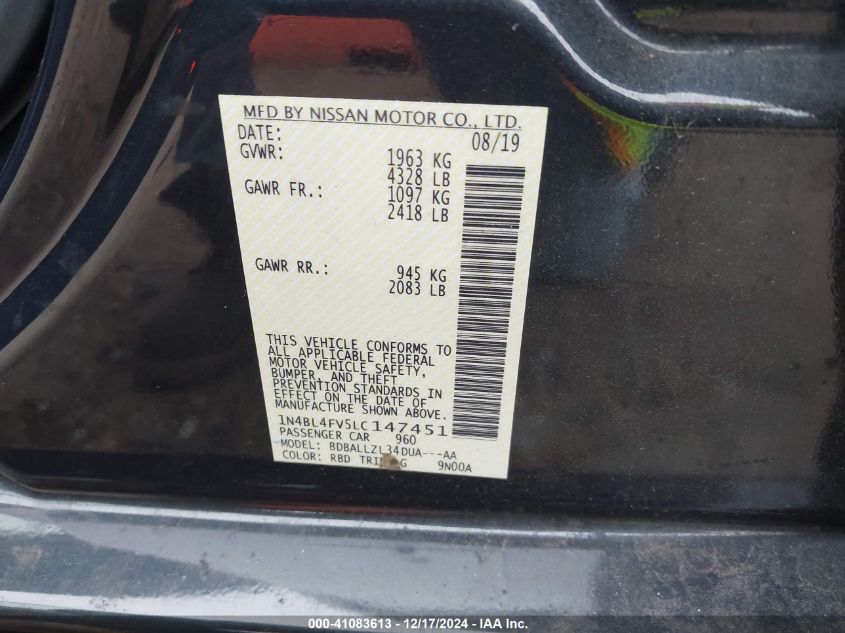 MFD BY NISSAN MOTOR CO., LTD.
DATE: 08/19
GVWR: 1963 KG
4328 LB
GAWR FR.: 1097 KG
2418 LB
GAWR RR.: 945 KG
2083 LB
THIS VEHICLE CONFORMS TO
ALL APPLICABLE FEDERAL
MOTOR VEHICLE SAFETY,
BUMPER, AND THEFT
PREVENTION STANDARDS IN
EFFECT ON THE DATE OF
MANUFACTURE SHOWN ABOVE.
1N4BL4FV5LC147451
PASSENGER CAR 960
MODEL: BDBALLZL34DUA---AA
COLOR: RBD G 9N00A
000-41083613 - 12/17/2024 - IAA Inc.